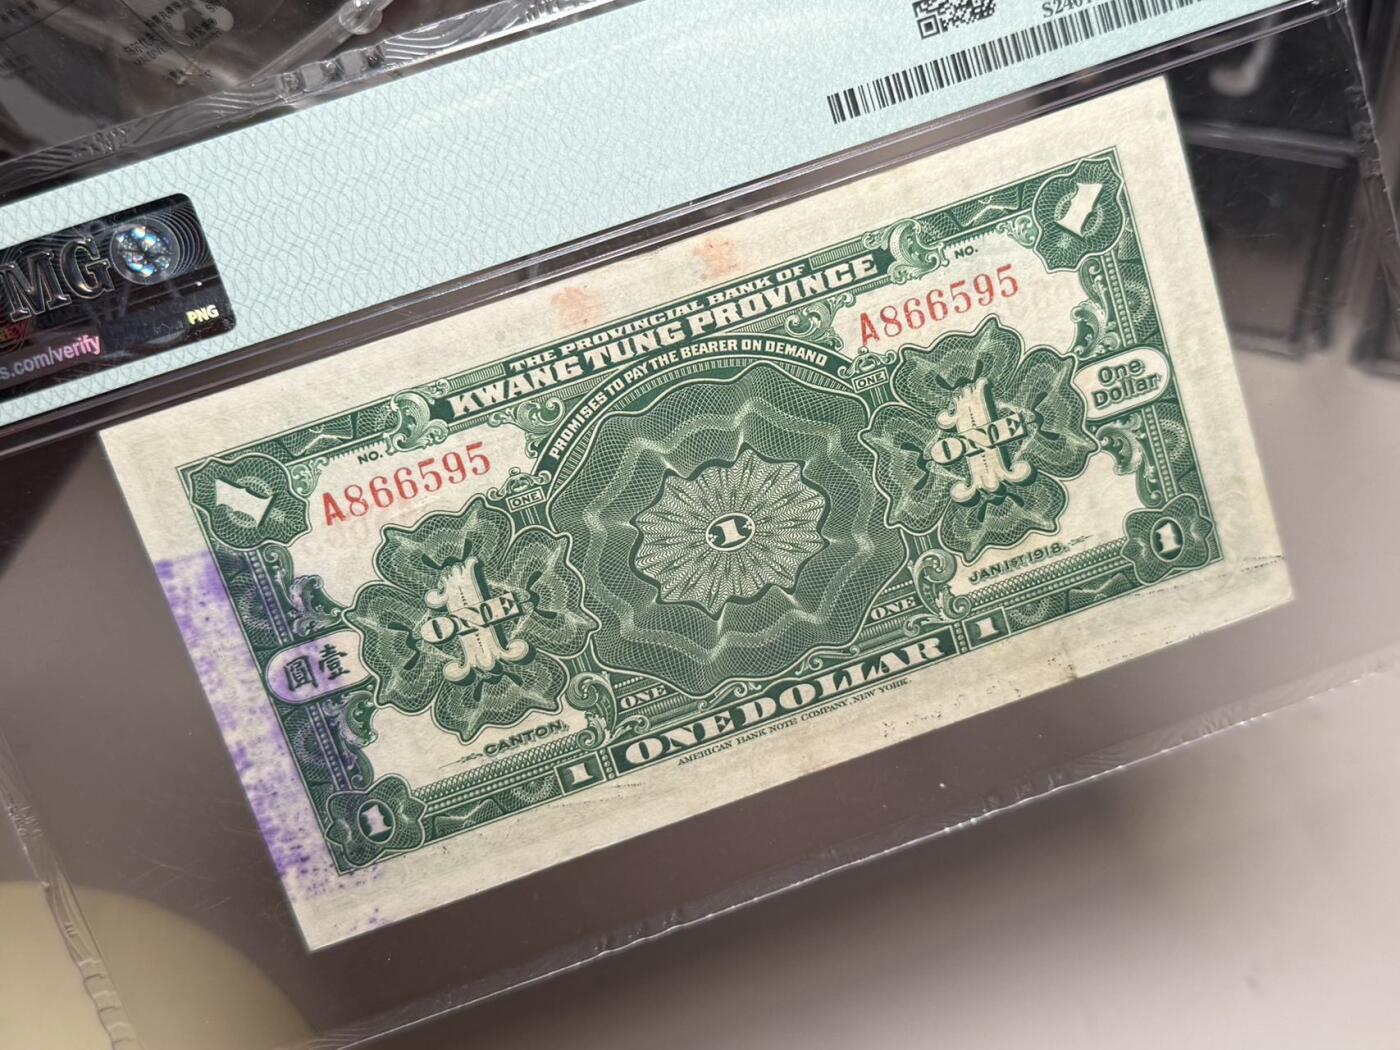 MG
PNG
s.com/verify
THE PROVINCIAL BANK OF
KWANG TUNG PROVINCE
PROMISES TO PAY THE BEARER ON DEMAND
NO.
A866595
NO.
A866595
ONE
ONE
1
ONE
1
1
ONE
One
Dollar
圓壹
CANTON,
JAN.1ST.1918.
ONE
ONE
1
1
1
ONE DOLLAR
1
AMERICAN BANK NOTE COMPANY, NEW YORK.